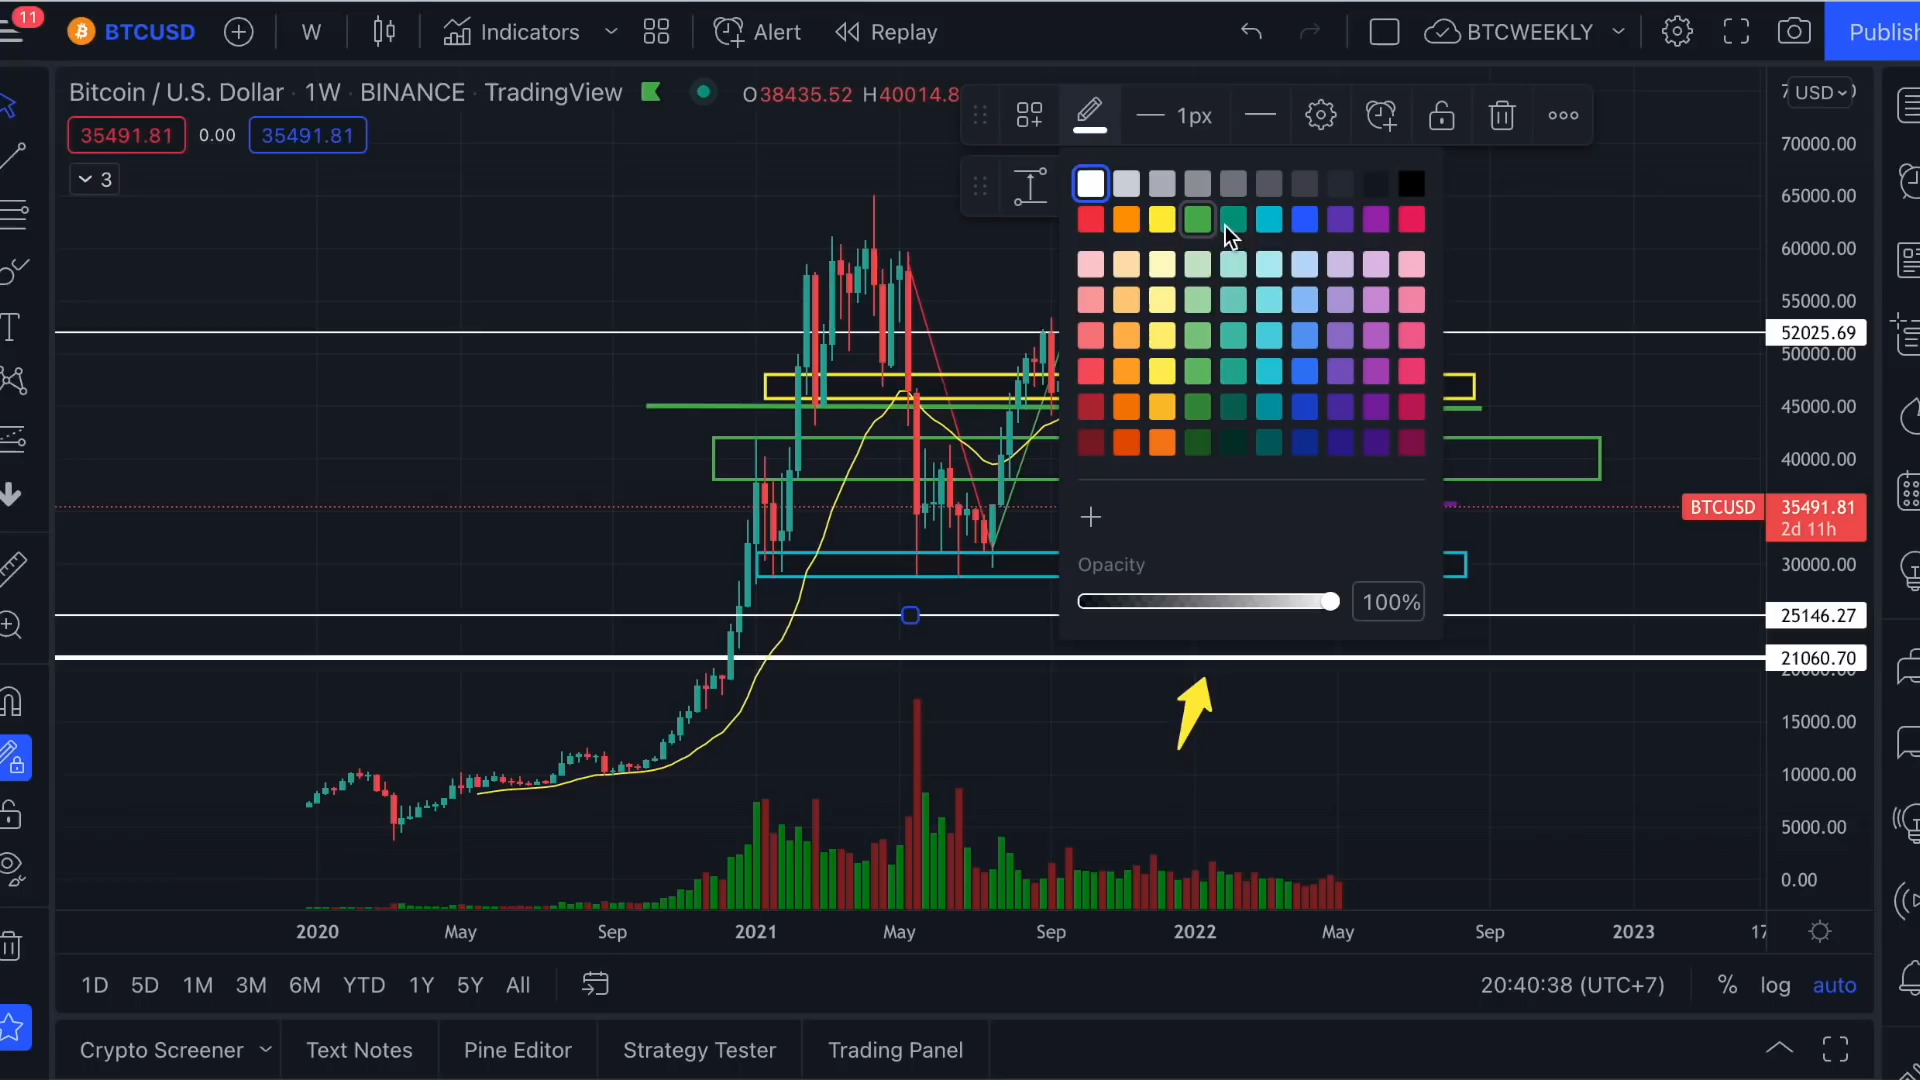 11
BTCUSD
W
Indicators
Alert
Replay
BTCWEEKLY
Publish
Bitcoin / U.S. Dollar · 1W · BINANCE · TradingView
O38435.52 H40014.8
1px
USD
35491.81 0.00 35491.81
3
70000.00
65000.00
60000.00
55000.00
52025.69
50000.00
45000.00
40000.00
BTCUSD 35491.81
2d 11h
30000.00
Opacity
100%
25146.27
21060.70
15000.00
10000.00
5000.00
0.00
2020 May Sep 2021 May Sep 2022 May Sep 2023 17
1D 5D 1M 3M 6M YTD 1Y 5Y All
20:40:38 (UTC+7) % log auto
Crypto Screener Text Notes Pine Editor Strategy Tester Trading Panel